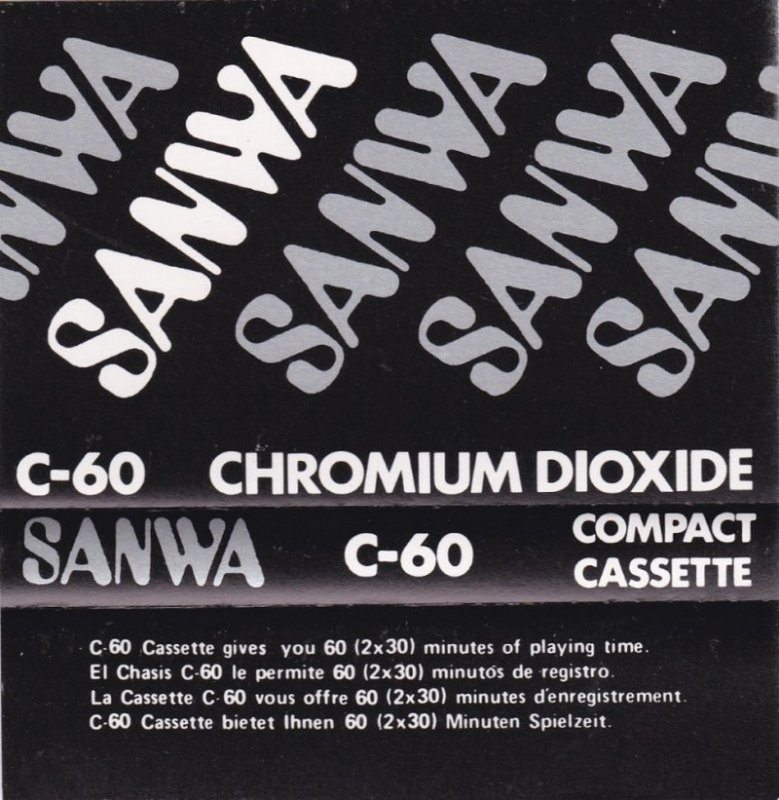 SANWA SANWA SANWA SANWA SANWA
C-60 CHROMIUM DIOXIDE
SANWA C-60 COMPACT CASSETTE
C-60 Cassette gives you 60 (2x30) minutes of playing time.
El Chasis C-60 le permite 60 (2x30) minutos de registro.
La Cassette C-60 vous offre 60 (2x30) minutes d'enregistrement.
C-60 Cassette bietet Ihnen 60 (2x30) Minuten Spielzeit.